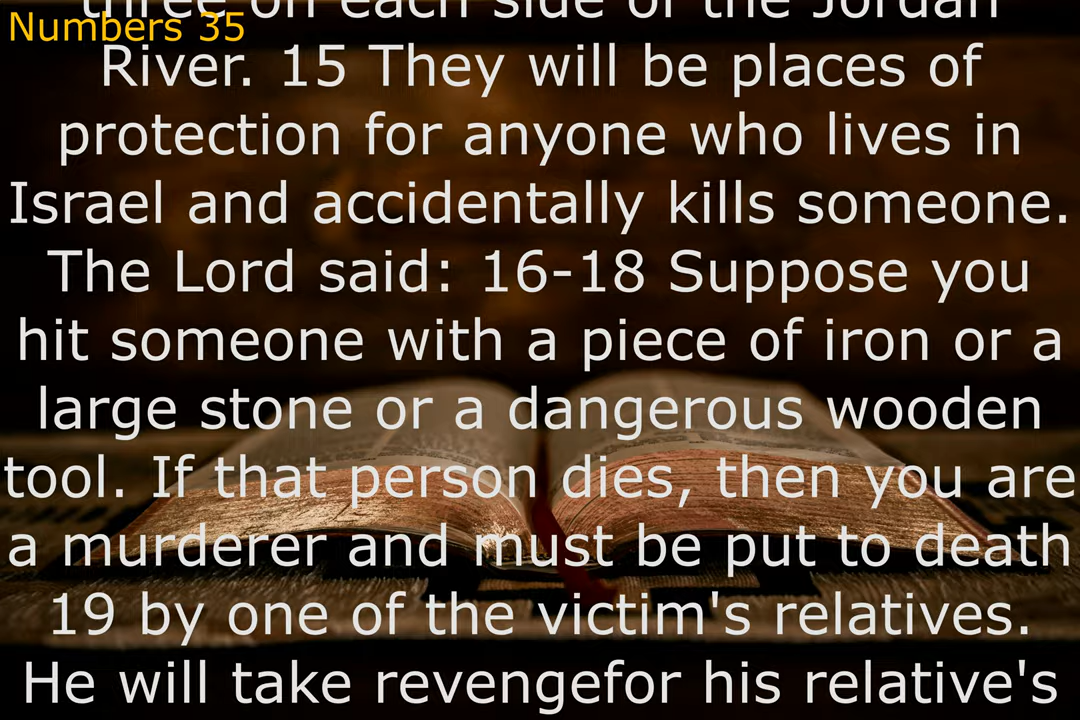 Numbers 35
three on each side of the Jordan
River. 15 They will be places of
protection for anyone who lives in
Israel and accidentally kills someone.
The Lord said: 16-18 Suppose you
hit someone with a piece of iron or a
large stone or a dangerous wooden
tool. If that person dies, then you are
a murderer and must be put to death
19 by one of the victim's relatives.
He will take revengefor his relative's